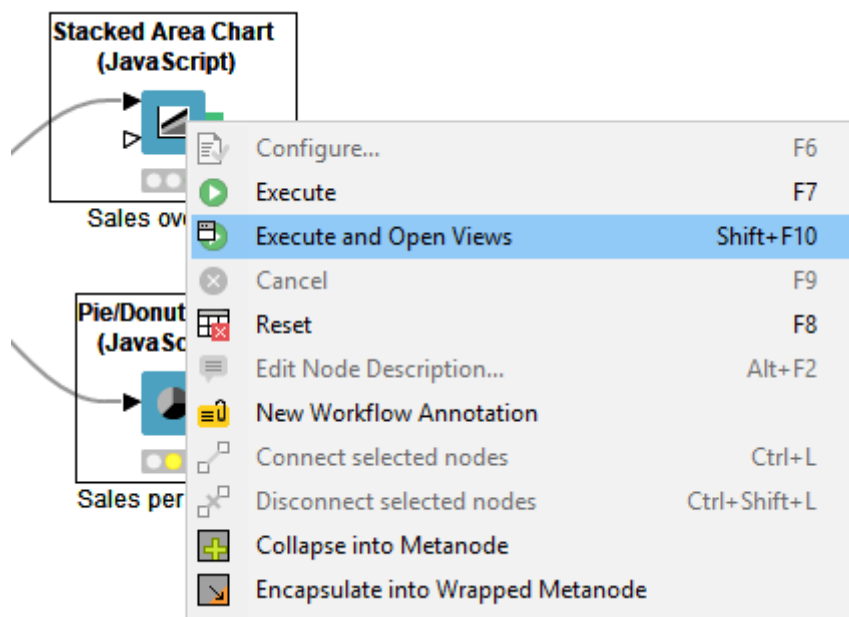 Stacked Area Chart
(JavaScript)
Configure... F6
Execute F7
Sales ov
Execute and Open Views Shift+F10
Cancel F9
Pie/Donut
(JavaSc
Reset F8
Edit Node Description... Alt+F2
New Workflow Annotation
Connect selected nodes Ctrl+L
Sales per
Disconnect selected nodes Ctrl+Shift+L
Collapse into Metanode
Encapsulate into Wrapped Metanode